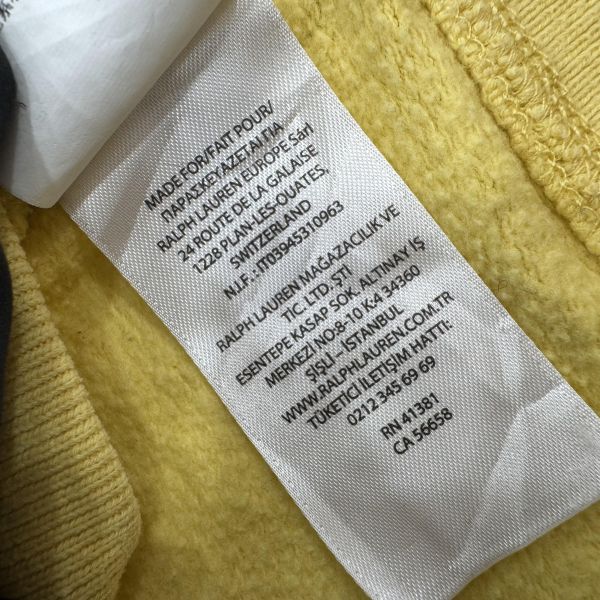 MADE FOR/FAIT POUR/
ΠΑΡΑΣΚΕΥΑΖΕΤΑΙ ΓΙΑ
RALPH LAUREN EUROPE Sàrl
24 ROUTE DE LA GALAISE
1228 PLAN-LES-OUATES,
SWITZERLAND
N.I.F.: IT03945310963
RALPH LAUREN MAĞAZACILIK VE
TİC. LTD. ŞTİ
ESENTEPE KASAP SOK. ALTINAY İŞ
MERKEZİ NO:8-10 K:4 34360
ŞİŞLİ – İSTANBUL
WWW.RALPHLAUREN.COM.TR
TÜKETİCİ İLETİŞİM HATTI:
0212 345 69 69
RN 41381
CA 56658